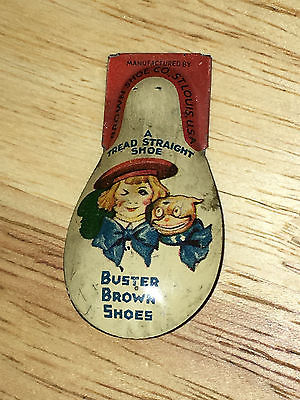 MANUFACTURED BY
BROWN SHOE CO. ST. LOUIS, U.S.A.
A
TREAD STRAIGHT
SHOE
BUSTER
BROWN
SHOES